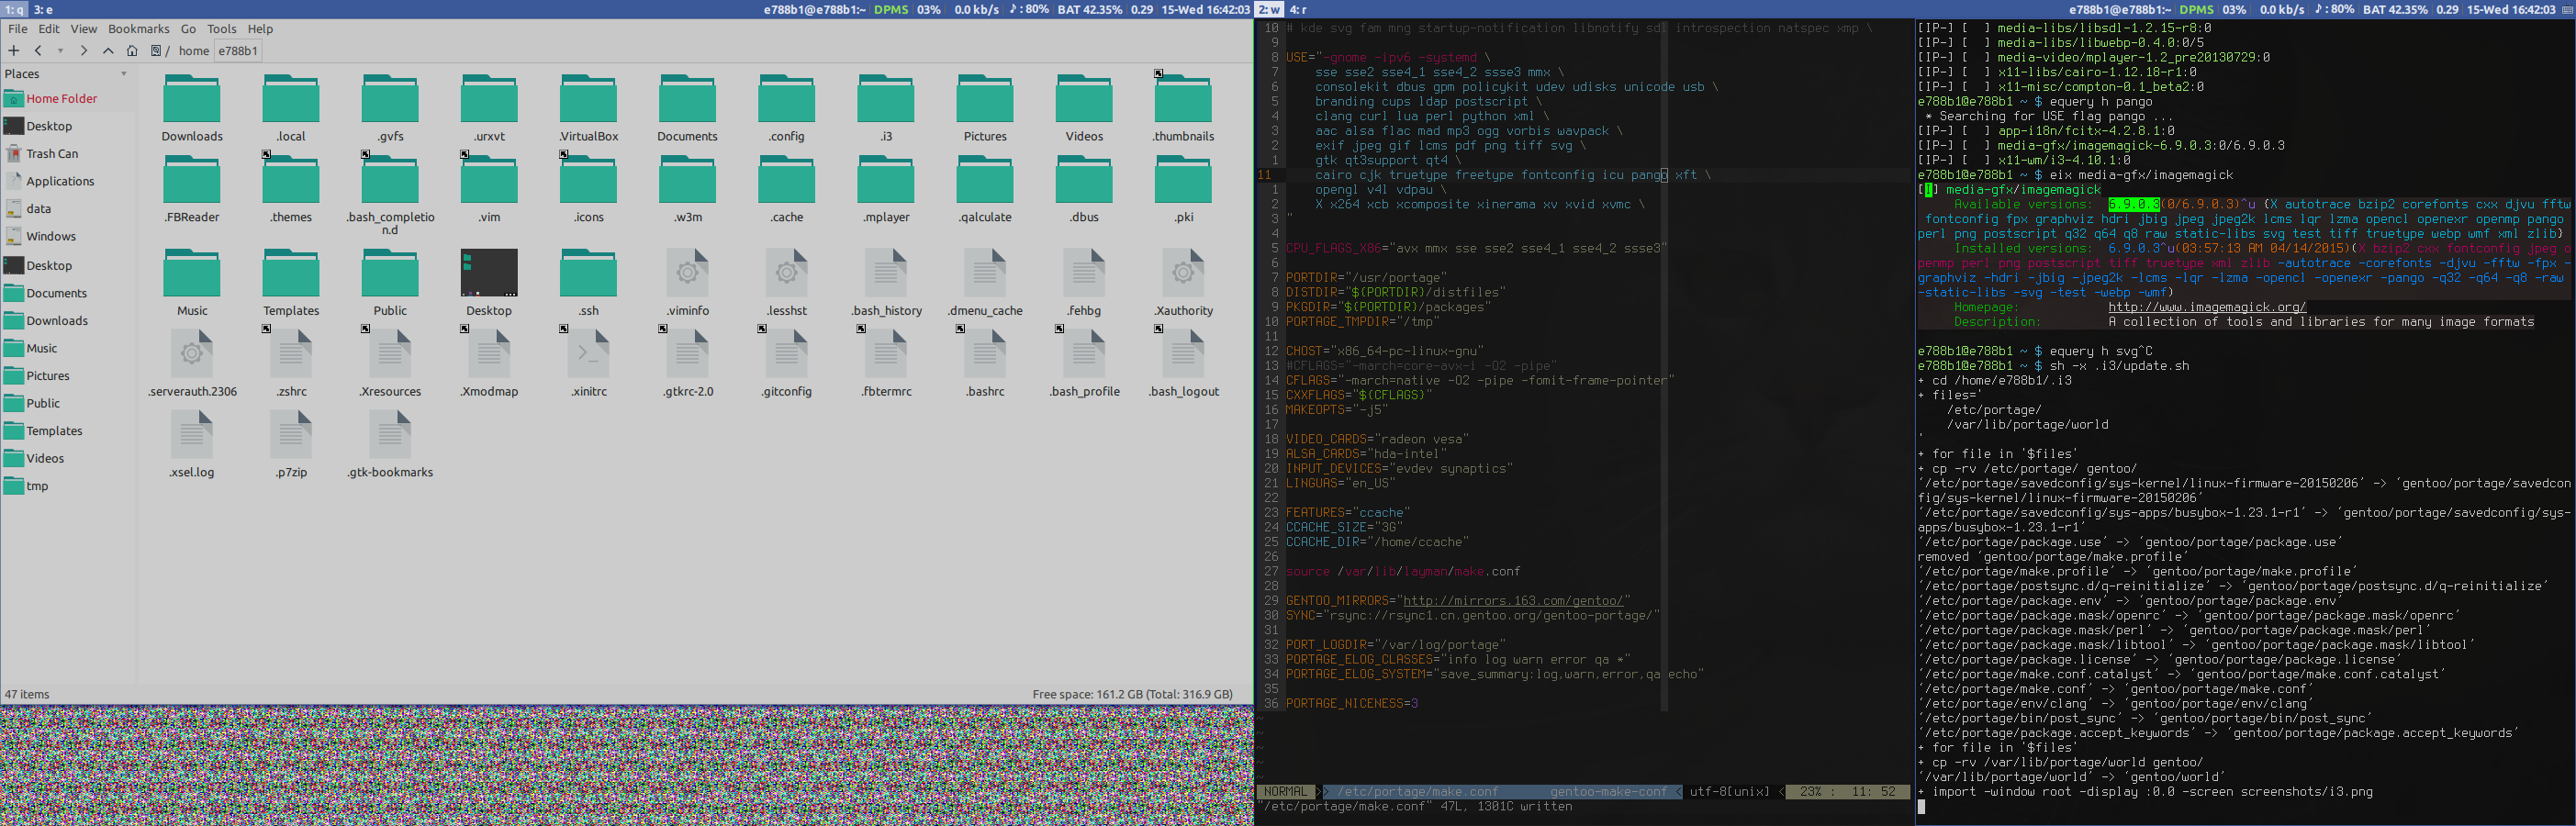 1: q 3: e
e788b1@e788b1:~ DPMS 03% 0.0 kb/s ♪: 80% BAT 42.35% 0.29 15-Wed 16:42:03
File Edit View Bookmarks Go Tools Help
/ home e788b1
Places
Home Folder
Desktop
Trash Can
Applications
data
Windows
Desktop
Documents
Downloads
Music
Pictures
Public
Templates
Videos
tmp
Downloads .local .gvfs .urxvt .VirtualBox Documents .config .i3 Pictures Videos .thumbnails
.FBReader .themes .bash_completio .vim .icons .w3m .cache .mplayer .qalculate .dbus .pki
n.d
Music Templates Public Desktop .ssh .viminfo .lesshst .bash_history .dmenu_cache .fehbg .Xauthority
.serverauth.2306 .zshrc .Xresources .Xmodmap .xinitrc .gtkrc-2.0 .gitconfig .fbtermrc .bashrc .bash_profile .bash_logout
.xsel.log .p7zip .gtk-bookmarks
47 items
Free space: 161.2 GB (Total: 316.9 GB)
2: w 4: r
10 # kde svg fam mng startup-notification libnotify sdl introspection natspec xmp \
9
8 USE="-gnome -ipv6 -systemd \
7 sse sse2 sse4_1 sse4_2 ssse3 mmx \
6 consolekit dbus gpm policykit udev udisks unicode usb \
5 branding cups ldap postscript \
4 clang curl lua perl python xml \
3 aac alsa flac mad mp3 ogg vorbis wavpack \
2 exif jpeg gif lcms pdf png tiff svg \
1 gtk qt3support qt4 \
11 cairo cjk truetype freetype fontconfig icu pango xft \
1 opengl v4l vdpau \
2 X x264 xcb xcomposite xinerama xv xvid xvmc \
3 "
4
5 CPU_FLAGS_X86="avx mmx sse sse2 sse4_1 sse4_2 ssse3"
6
7 PORTDIR="/usr/portage"
8 DISTDIR="${PORTDIR}/distfiles"
9 PKGDIR="${PORTDIR}/packages"
10 PORTAGE_TMPDIR="/tmp"
11
12 CHOST="x86_64-pc-linux-gnu"
13 #CFLAGS="-march=core-avx-i -O2 -pipe"
14 CFLAGS="-march=native -O2 -pipe -fomit-frame-pointer"
15 CXXFLAGS="${CFLAGS}"
16 MAKEOPTS="-j5"
17
18 VIDEO_CARDS="radeon vesa"
19 ALSA_CARDS="hda-intel"
20 INPUT_DEVICES="evdev synaptics"
21 LINGUAS="en_US"
22
23 FEATURES="ccache"
24 CCACHE_SIZE="3G"
25 CCACHE_DIR="/home/ccache"
26
27 source /var/lib/layman/make.conf
28
29 GENTOO_MIRRORS="http://mirrors.163.com/gentoo/"
30 SYNC="rsync://rsync1.cn.gentoo.org/gentoo-portage/"
31
32 PORT_LOGDIR="/var/log/portage"
33 PORTAGE_ELOG_CLASSES="info log warn error qa *"
34 PORTAGE_ELOG_SYSTEM="save_summary:log,warn,error,qa echo"
35
36 PORTAGE_NICENESS=3
~
~
~
~
~
NORMAL /etc/portage/make.conf gentoo-make-conf < utf-8[unix] < 23% : 11: 52
"/etc/portage/make.conf" 47L, 1301C written
e788b1@e788b1:~ DPMS 03% 0.0 kb/s ♪: 80% BAT 42.35% 0.29 15-Wed 16:42:03
[IP-] [  ] media-libs/libsdl-1.2.15-r8:0
[IP-] [  ] media-libs/libwebp-0.4.0:0/5
[IP-] [  ] media-video/mplayer-1.2_pre20130729:0
[IP-] [  ] x11-libs/cairo-1.12.18-r1:0
[IP-] [  ] x11-misc/compton-0.1_beta2:0
e788b1@e788b1 ~ $ equery h pango
* Searching for USE flag pango ...
[IP-] [  ] app-i18n/fcitx-4.2.8.1:0
[IP-] [  ] media-gfx/imagemagick-6.9.0.3:0/6.9.0.3
[IP-] [  ] x11-wm/i3-4.10.1:0
e788b1@e788b1 ~ $ eix media-gfx/imagemagick
[I] media-gfx/imagemagick
Available versions: 6.9.0.3(0/6.9.0.3)^u {X autotrace bzip2 corefonts cxx djvu fftw
fontconfig fpx graphviz hdri jbig jpeg jpeg2k lcms lqr lzma opencl openexr openmp pango
perl png postscript q32 q64 q8 raw static-libs svg test tiff truetype webp wmf xml zlib}
Installed versions: 6.9.0.3^u(03:57:13 AM 04/14/2015)(X bzip2 cxx fontconfig jpeg o
penmp perl png postscript tiff truetype xml zlib -autotrace -corefonts -djvu -fftw -fpx -
graphviz -hdri -jbig -jpeg2k -lcms -lqr -lzma -opencl -openexr -pango -q32 -q64 -q8 -raw
-static-libs -svg -test -webp -wmf)
Homepage: http://www.imagemagick.org/
Description: A collection of tools and libraries for many image formats
e788b1@e788b1 ~ $ equery h svg^C
e788b1@e788b1 ~ $ sh -x .i3/update.sh
+ cd /home/e788b1/.i3
+ files='
/etc/portage/
/var/lib/portage/world
'
+ for file in '$files'
+ cp -rv /etc/portage/ gentoo/
‘/etc/portage/savedconfig/sys-kernel/linux-firmware-20150206’ -> ‘gentoo/portage/savedcon
fig/sys-kernel/linux-firmware-20150206’
‘/etc/portage/savedconfig/sys-apps/busybox-1.23.1-r1’ -> ‘gentoo/portage/savedconfig/sys-
apps/busybox-1.23.1-r1’
‘/etc/portage/package.use’ -> ‘gentoo/portage/package.use’
removed ‘gentoo/portage/make.profile’
‘/etc/portage/make.profile’ -> ‘gentoo/portage/make.profile’
‘/etc/portage/postsync.d/q-reinitialize’ -> ‘gentoo/portage/postsync.d/q-reinitialize’
‘/etc/portage/package.env’ -> ‘gentoo/portage/package.env’
‘/etc/portage/package.mask/openrc’ -> ‘gentoo/portage/package.mask/openrc’
‘/etc/portage/package.mask/perl’ -> ‘gentoo/portage/package.mask/perl’
‘/etc/portage/package.mask/libtool’ -> ‘gentoo/portage/package.mask/libtool’
‘/etc/portage/package.license’ -> ‘gentoo/portage/package.license’
‘/etc/portage/make.conf.catalyst’ -> ‘gentoo/portage/make.conf.catalyst’
‘/etc/portage/make.conf’ -> ‘gentoo/portage/make.conf’
‘/etc/portage/env/clang’ -> ‘gentoo/portage/env/clang’
‘/etc/portage/bin/post_sync’ -> ‘gentoo/portage/bin/post_sync’
‘/etc/portage/package.accept_keywords’ -> ‘gentoo/portage/package.accept_keywords’
+ for file in '$files'
+ cp -rv /var/lib/portage/world gentoo/
‘/var/lib/portage/world’ -> ‘gentoo/world’
+ import -window root -display :0.0 -screen screenshots/i3.png